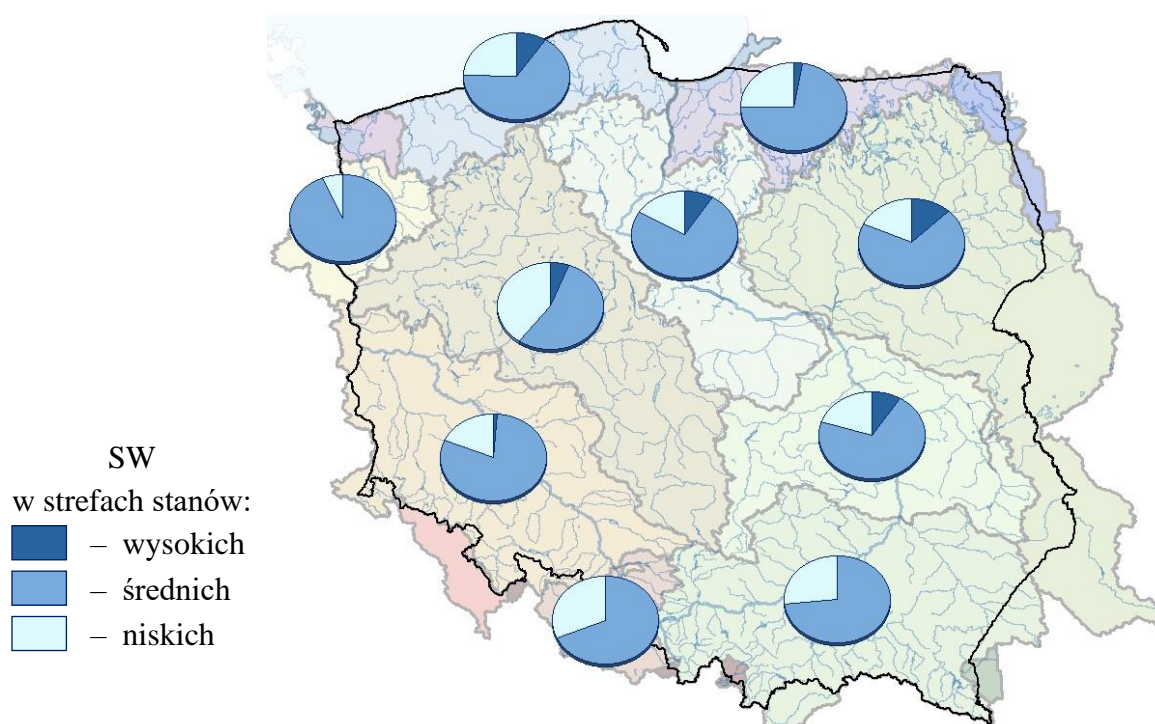 SW
w strefach stanów:
– wysokich
– średnich
– niskich